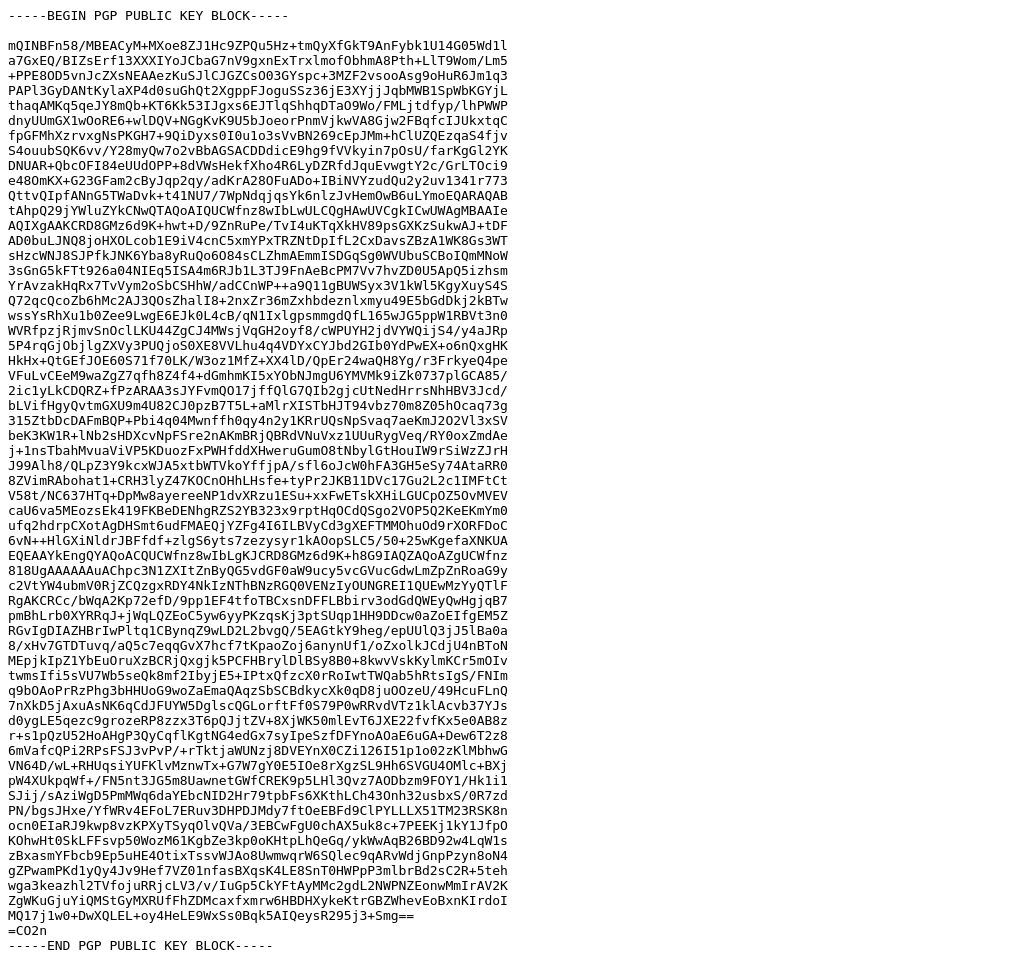 -----BEGIN PGP PUBLIC KEY BLOCK-----

mQINBFn58/MBEACyM+MXoe8ZJ1Hc9ZPQu5Hz+tmQyXfGkT9AnFybk1U14G05Wd1l
a7GxEQ/BIZsErf13XXXIYoJCbaG7nV9gxnExTrxlmofObhmA8Pth+LlT9Wom/Lm5
+PPE8OD5vnJcZXsNEAAezKuSJlCJGZCsO03GYspc+3MZF2vsooAsg9oHuR6Jm1q3
PAPl3GyDANtKylaXP4d0suGhQt2XgppFJoguSSz36jE3XYjjJqbMWB1SpWbKGYjL
thaqAMKq5qeJY8mQb+KT6Kk53IJgxs6EJTlqShhqDTaO9Wo/FMLjtdfyp/lhPWWP
dnyUUmGX1wOoRE6+wlDQV+NGgKvK9U5bJoeorPnmVjkwVA8Gjw2FBqfcIJUkxtqC
fpGFMhXzrvxgNsPKGH7+9QiDyxs0I0u1o3sVvBN269cEpJMm+hClUZQEzqaS4fjv
S4ouubSQK6vv/Y28myQw7o2vBbAGSACDDdicE9hg9fVVkyin7pOsU/farKgGl2YK
DNUAR+QbcOFI84eUUdOPP+8dVWsHekfXho4R6LyDZRfdJquEvwgtY2c/GrLTOci9
e48OmKX+G23GFam2cByJqp2qy/adKrA28OFuADo+IBiNVYzudQu2y2uv1341r773
QttvQIpfANnG5TWaDvk+t41NU7/7WpNdqjqsYk6nlzJvHemOwB6uLYmoEQARAQAB
tAhpQ29jYWluZYkCNwQTAQoAIQUCWfnz8wIbLwULCQgHAwUVCgkICwUWAgMBAAIe
AQIXgAAKCRD8GMz6d9K+hwt+D/9ZnRuPe/TvI4uKTqXkHV89psGXKzSukwAJ+tDF
AD0buLJNQ8joHXOLcob1E9iV4cnC5xmYPxTRZNtDpIfL2CxDavsZBzA1WK8Gs3WT
sHzcWNJ8SJPfkJNK6Yba8yRuQo6O84sCLZhmAEmmISDGqSg0WVUbuSCBoIQmMNoW
3sGnG5kFTt926a04NIEq5ISA4m6RJb1L3TJ9FnAeBcPM7Vv7hvZD0U5ApQ5izhsm
YrAvzakHqRx7TvVym2oSbCSHhW/adCCnWP++a9Q11gBUWSyx3V1kWl5KgyXuyS4S
Q72qcQcoZb6hMc2AJ3QOsZhalI8+2nxZr36mZxhbdeznlxmyu49E5bGdDkj2kBTw
wssYsRhXu1b0Zee9LwgE6EJk0L4cB/qN1IxlgpsmmgdQfL165wJG5ppW1RBVt3n0
WVRfpzjRjmvSnOclLKU44ZgCJ4MWsjVqGH2oyf8/cWPUYH2jdVYWQijS4/y4aJRp
5P4rqGjObjlgZXVy3PUQjoS0XE8VVLhu4q4VDYxCYJbd2GIb0YdPwEX+o6nQxgHK
HkHx+QtGEfJOE60S71f70LK/W3oz1MfZ+XX4lD/QpEr24waQH8Yg/r3FrkyeQ4pe
VFuLvCEeM9waZgZ7qfh8Z4f4+dGmhmKI5xYObNJmgU6YMVMk9iZk0737plGCA85/
2ic1yLkCDQRZ+fPzARAA3sJYFvmQO17jffQlG7QIb2gjcUtNedHrrsNhHBV3Jcd/
bLVifHgyQvtmGXU9m4U82CJ0pzB7T5L+aMlrXISTbHJT94vbz70m8Z05hOcaq73g
315ZtbDcDAFmBQP+Pbi4q04Mwnffh0qy4n2y1KRrUQsNpSvaq7aeKmJ2O2Vl3xSV
beK3KW1R+lNb2sHDXcvNpFSre2nAKmBRjQBRdVNuVxz1UUuRygVeq/RY0oxZmdAe
j+1nsTbahMvuaViVP5KDuozFxPWHfddXHweruGumO8tNbylGtHouIW9rSiWzZJrH
J99Alh8/QLpZ3Y9kcxWJA5xtbWTVkoYffjpA/sfl6oJcW0hFA3GH5eSy74AtaRR0
8ZVimRAbohat1+CRH3lyZ47KOCnOHhLHsfe+tyPr2JKB11DVc17Gu2L2c1IMFtCt
V58t/NC637HTq+DpMw8ayereeNP1dvXRzu1ESu+xxFwETskXHiLGUCpOZ5OvMVEV
caU6va5MEozsEk419FKBeDENhgRZS2YB323x9rptHqOCdQSgo2VOP5Q2KeEKmYm0
ufq2hdrpCXotAgDHSmt6udFMAEQjYZFg4I6ILBVyCd3gXEFTMMOhuOd9rXORFDoC
6vN++HlGXiNldrJBFfdf+zlgS6yts7zezysyr1kAOopSLC5/50+25wKgefaXNKUA
EQEAAYkEngQYAQoACQUCWfnz8wIbLgKJCRD8GMz6d9K+h8G9IAQZAQoAZgUCWfnz
818UgAAAAAAuAChpc3N1ZXItZnByQG5vdGF0aW9ucy5vcGVucGdwLmZpZnRoaG9y
c2VtYW4ubmV0RjZCQzgxRDY4NkIzNThBNzRGQ0VENzIyOUNGREI1QUEwMzYyQTlF
RgAKCRCc/bWqA2Kp72efD/9pp1EF4tfoTBCxsnDFFLBbirv3odGdQWEyQwHgjqB7
pmBhLrb0XYRRqJ+jWqLQZEoC5yw6yyPKzqsKj3ptSUqp1HH9DDcw0aZoEIfgEM5Z
RGvIgDIAZHBrIwPltq1CBynqZ9wLD2L2bvgQ/5EAGtkY9heg/epUUlQ3jJ5lBa0a
8/xHv7GTDTuvq/aQ5c7eqqGvX7hcf7tKpaoZoj6anynUf1/oZxolkJCdjU4nBToN
MEpjkIpZ1YbEuOruXzBCRjQxgjk5PCFHBrylDlBSy8B0+8kwvVskKylmKCr5mOIv
twmsIfi5sVU7Wb5seQk8mf2IbyjE5+IPtxQfzcX0rRoIwtTWQab5hRtsIgS/FNIm
q9bOAoPrRzPhg3bHHUoG9woZaEmaQAqzSbSCBdkycXk0qD8juOOzeU/49HcuFLnQ
7nXkD5jAxuAsNK6qCdJFUYW5DglscQGLorftFf0S79P0wRRvdVTz1klAcvb37YJs
d0ygLE5qezc9grozeRP8zzx3T6pQJjtZV+8XjWK50mlEvT6JXE22fvfKx5e0AB8z
r+s1pQzU52HoAHgP3QyCqflKgtNG4edGx7syIpeSzfDFYnoAOaE6uGA+Dew6T2z8
6mVafcQPi2RPsFSJ3vPvP/+rTktjaWUNzj8DVEYnX0CZi126I51p1o02zKlMbhwG
VN64D/wL+RHUqsiYUFKlvMznwTx+G7W7gY0E5IOe8rXgzSL9Hh6SVGU4OMlc+BXj
pW4XUkpqWf+/FN5nt3JG5m8UawnetGWfCREK9p5LHl3Qvz7AODbzm9FOY1/Hk1i1
SJij/sAziWgD5PmMWq6daYEbcNID2Hr79tpbFs6XKthLCh43Onh32usbxS/0R7zd
PN/bgsJHxe/YfWRv4EFoL7ERuv3DHPDJMdy7ftOeEBFd9ClPYLLLX51TM23RSK8n
ocn0EIaRJ9kwp8vzKPXyTSyqOlvQVa/3EBCwFgU0chAX5uk8c+7PEEKj1kY1JfpO
KOhwHt0SkLFFsvp50WozM61KgbZe3kp0oKHtpLhQeGq/ykWwAqB26BD92w4LqW1s
zBxasmYFbcb9Ep5uHE4OtixTssvWJAo8UwmwqrW6SQlec9qARvWdjGnpPzyn8oN4
gZPwamPKd1yQy4Jv9Hef7VZ01nfasBXqsK4LE8SnT0HWPpP3mlbrBd2sC2R+5teh
wga3keazhl2TVfojuRRjcLV3/v/IuGp5CkYFtAyMMc2gdL2NWPNZEonwMmIrAV2K
ZgWKuGjuYiQMStGyMXRUfFhZDMcaxfxmrw6HBDHXykeKtrGBZWhevEoBxnKIrdoI
MQ17j1w0+DwXQLEL+oy4HeLE9WxSs0Bqk5AIQeysR295j3+Smg==
=CO2n
-----END PGP PUBLIC KEY BLOCK-----